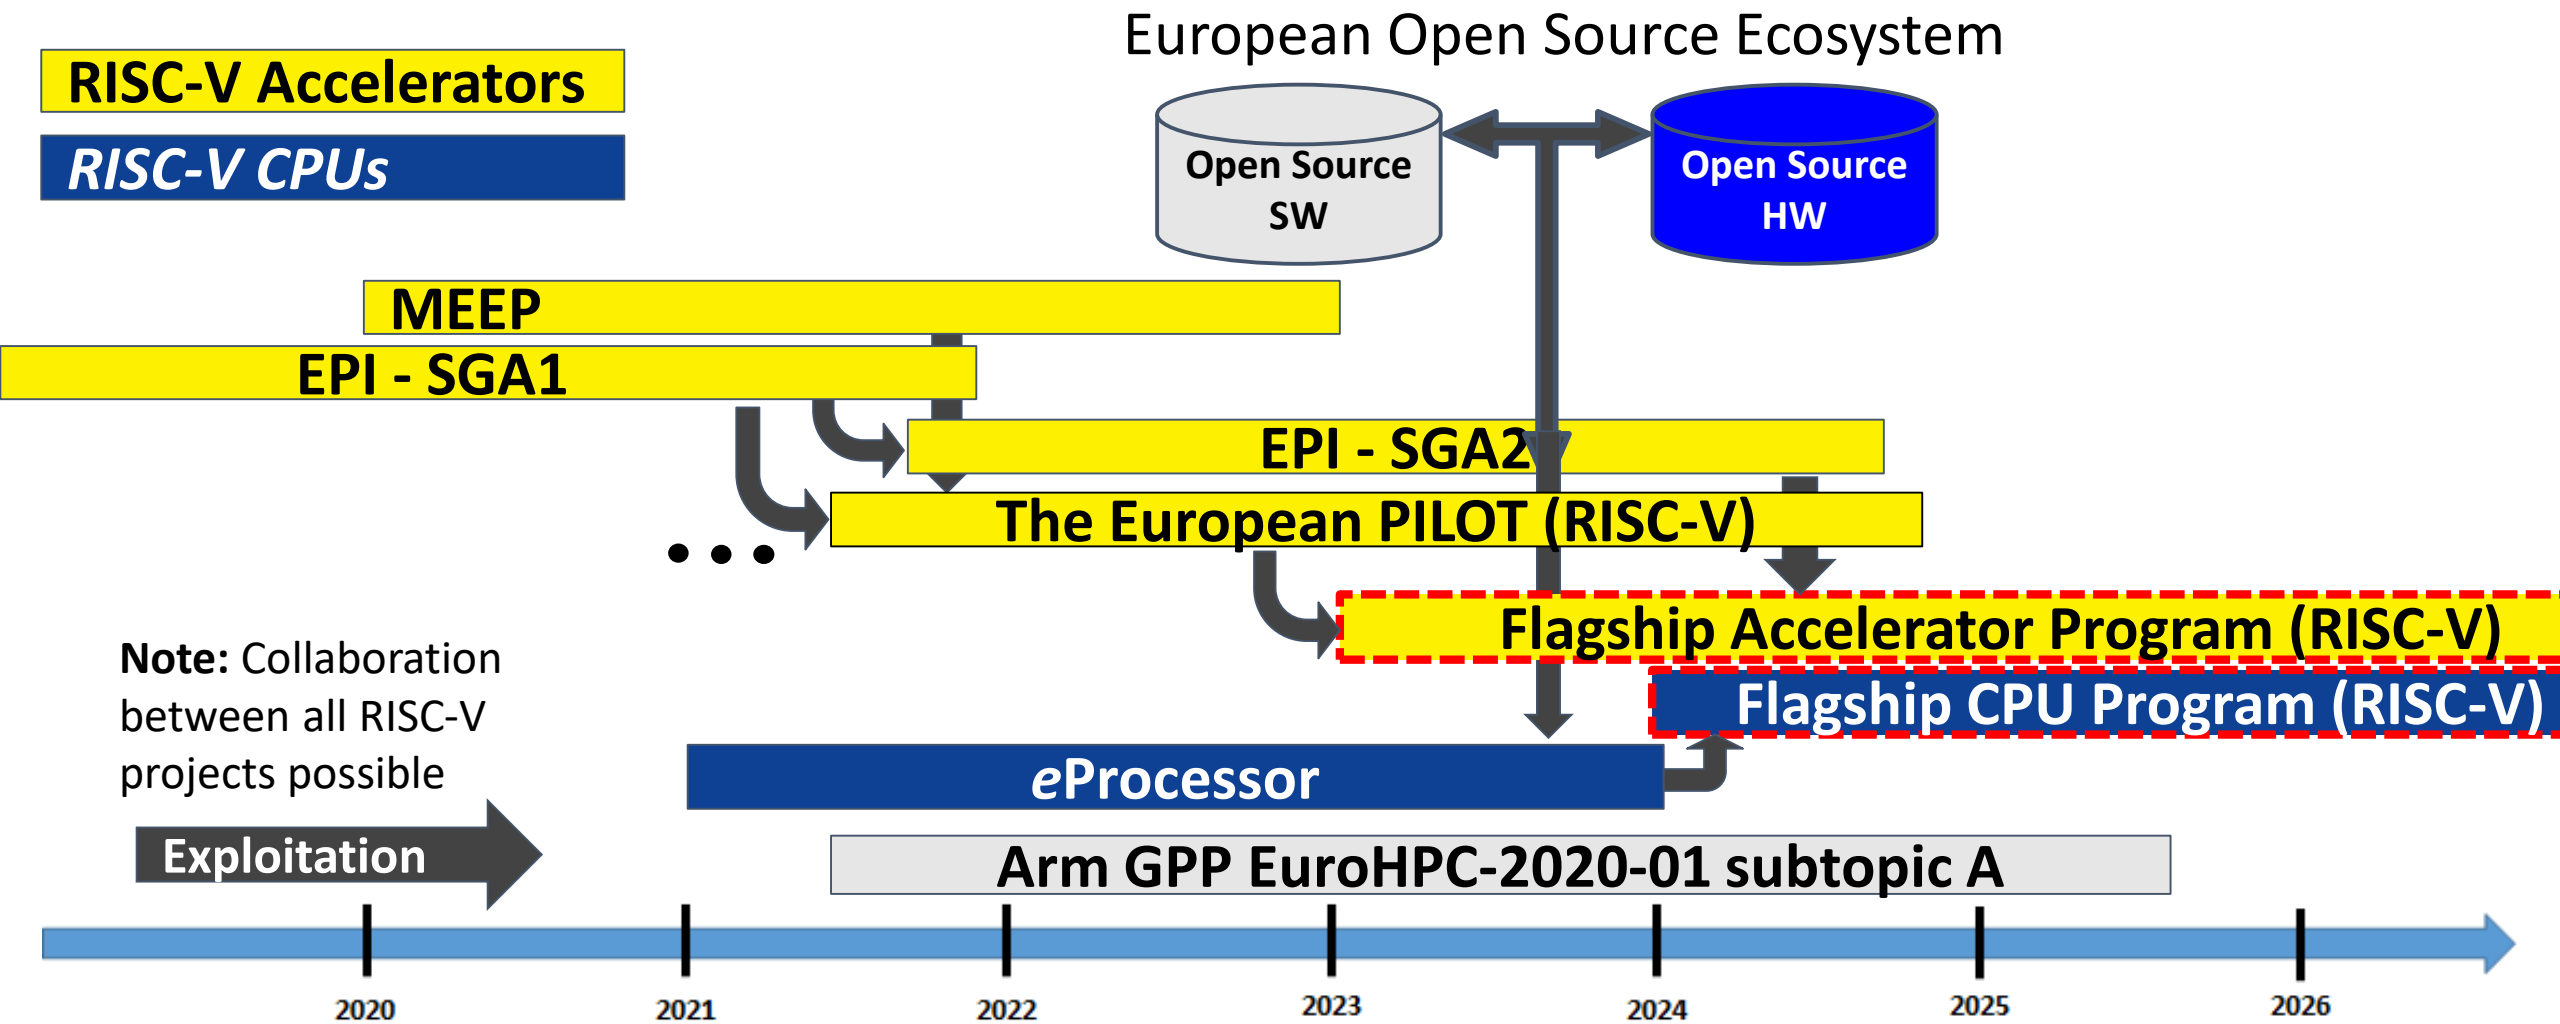 European Open Source Ecosystem
RISC-V Accelerators
RISC-V CPUs
Open Source
SW
Open Source
HW
MEEP
EPI - SGA1
EPI - SGA2
The European PILOT (RISC-V)
...
Flagship Accelerator Program (RISC-V)
Flagship CPU Program (RISC-V)
Note: Collaboration
between all RISC-V
projects possible
eProcessor
Exploitation
Arm GPP EuroHPC-2020-01 subtopic A
2020 2021 2022 2023 2024 2025 2026